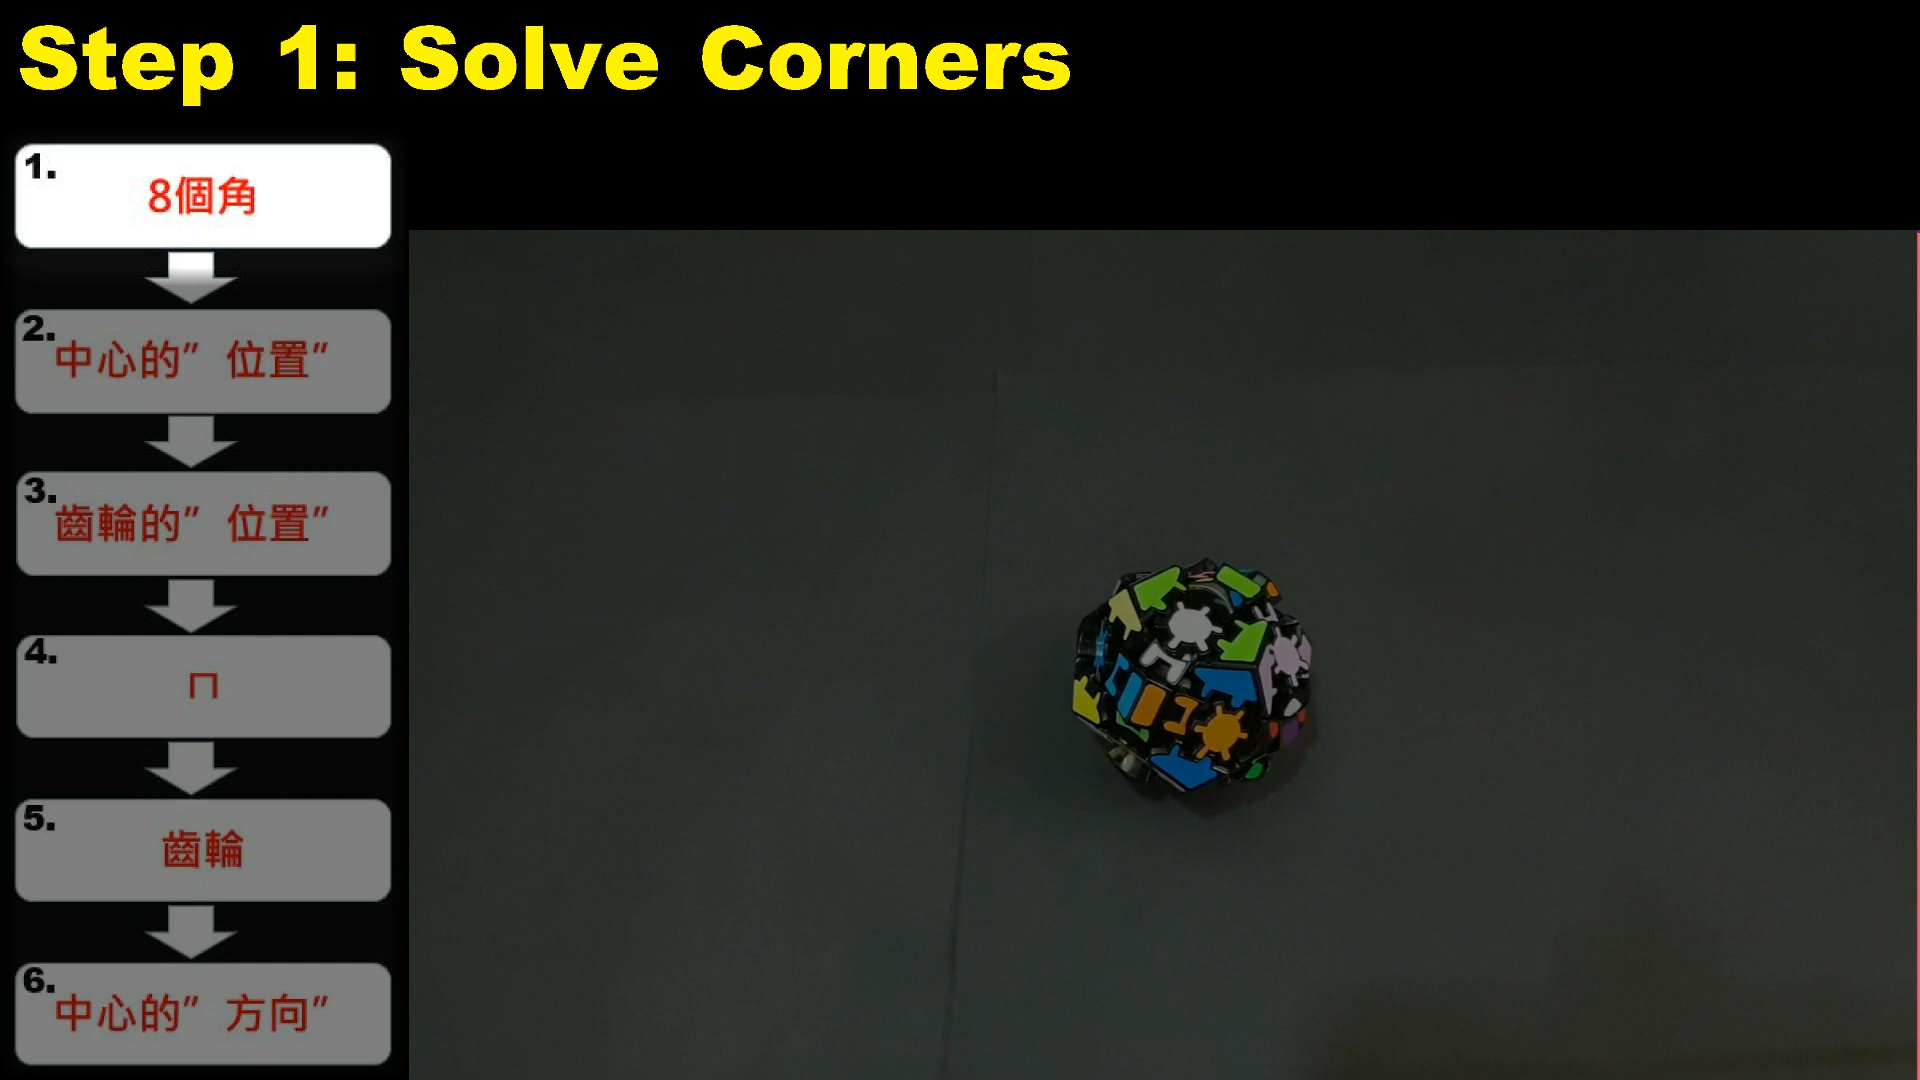 Step 1: Solve Corners
1.
8個角
2.
中心的”位置”
3.
齒輪的”位置”
4.
ㄇ
5.
齒輪
6.
中心的”方向”